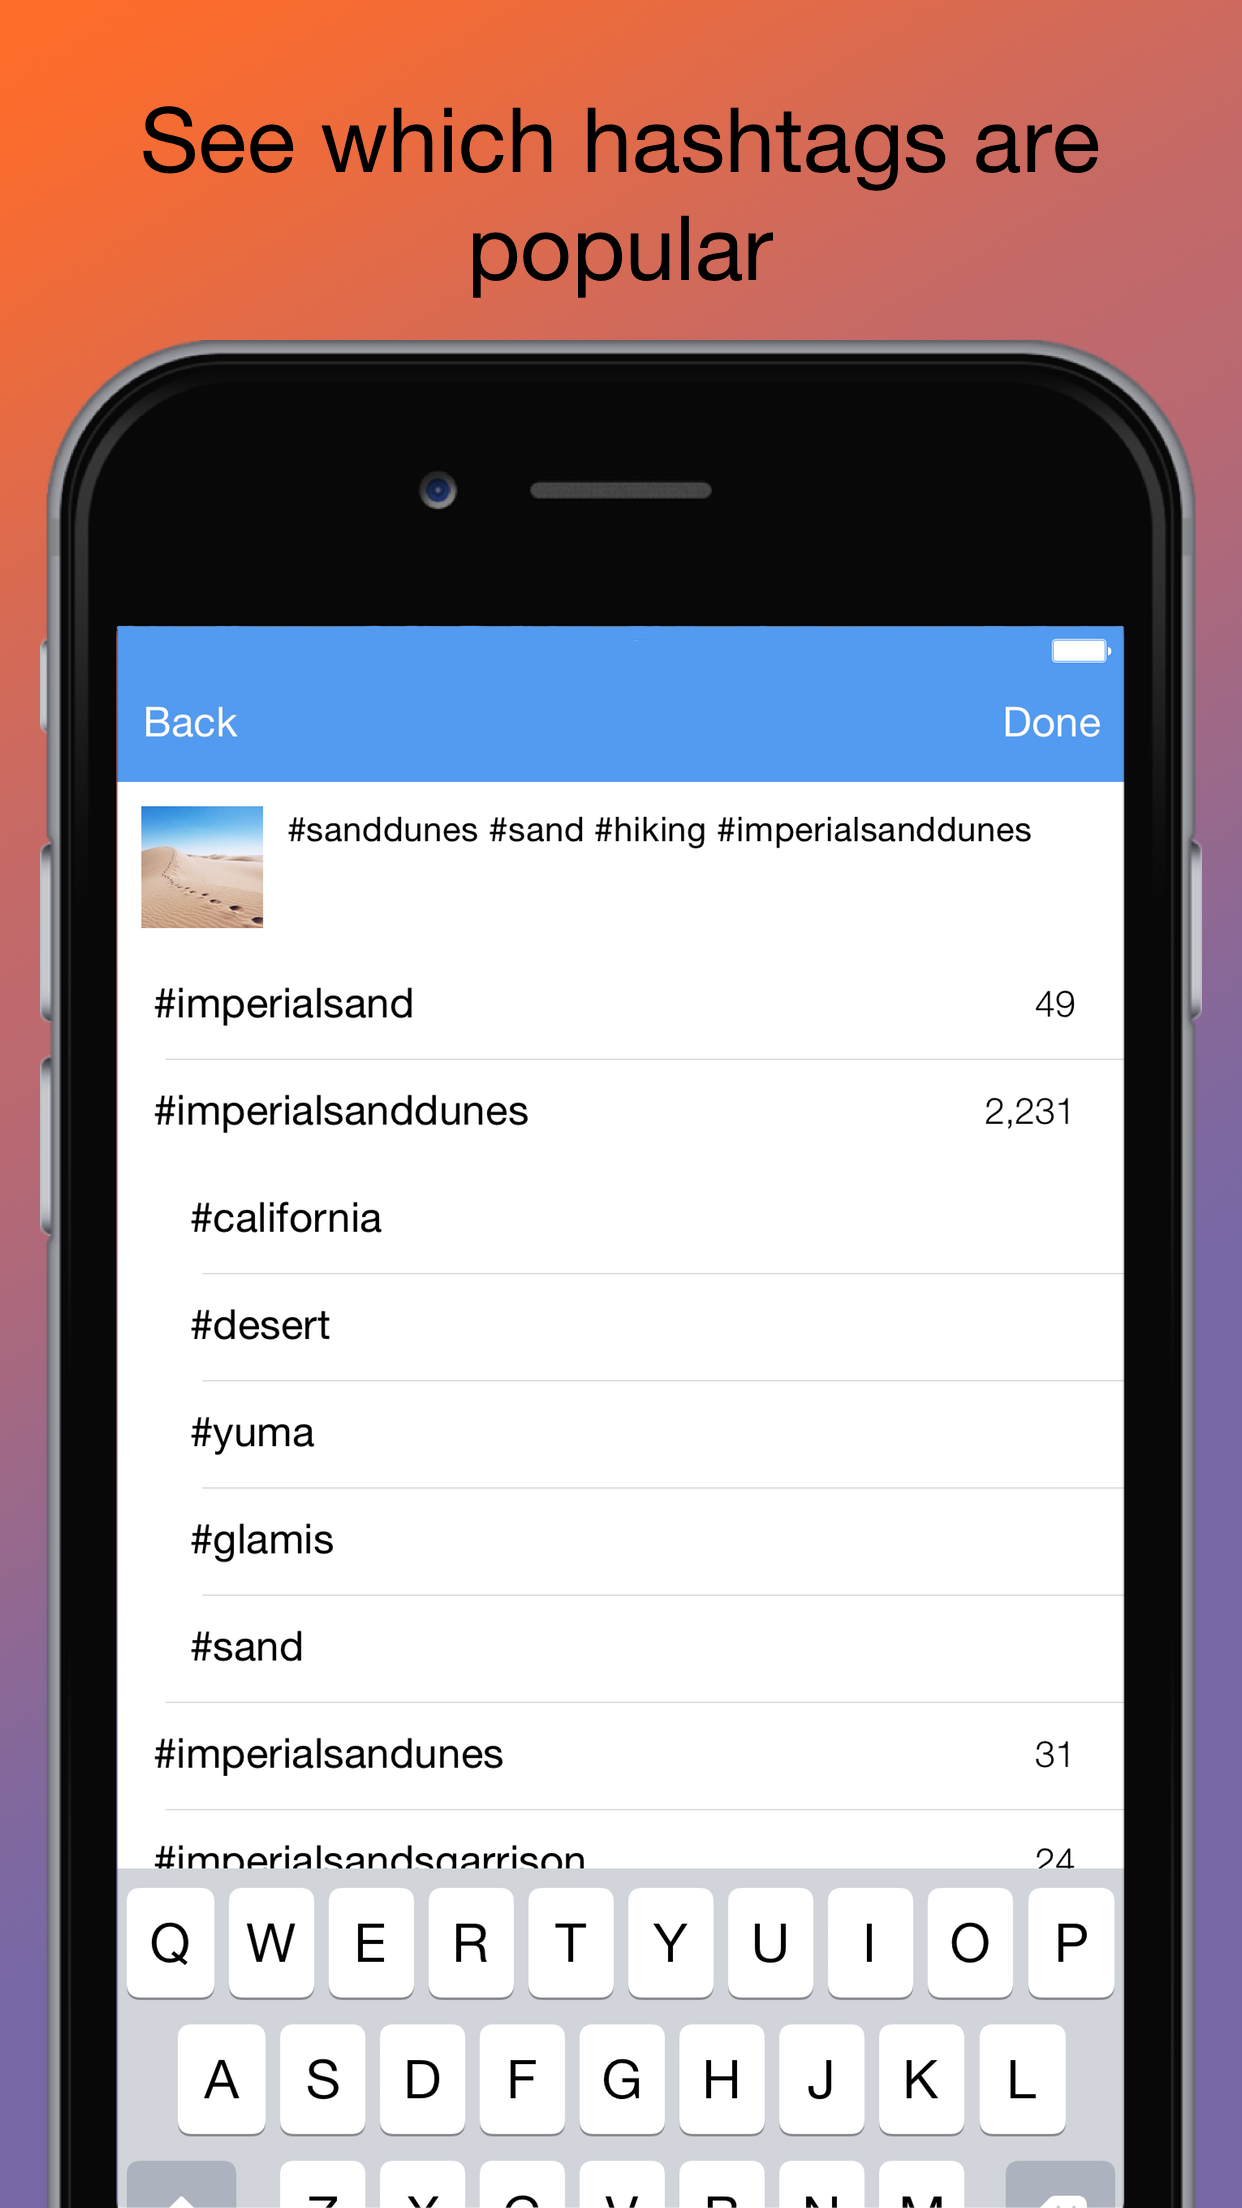 See which hashtags are
popular
Back
Done
#sanddunes #sand #hiking #imperialsanddunes
#imperialsand 49
#imperialsanddunes 2,231
#california
#desert
#yuma
#glamis
#sand
#imperialsandunes 31
#imperialsandsgarrison 24
Q W E R T Y U I O P
A S D F G H J K L
Z X C V B N M